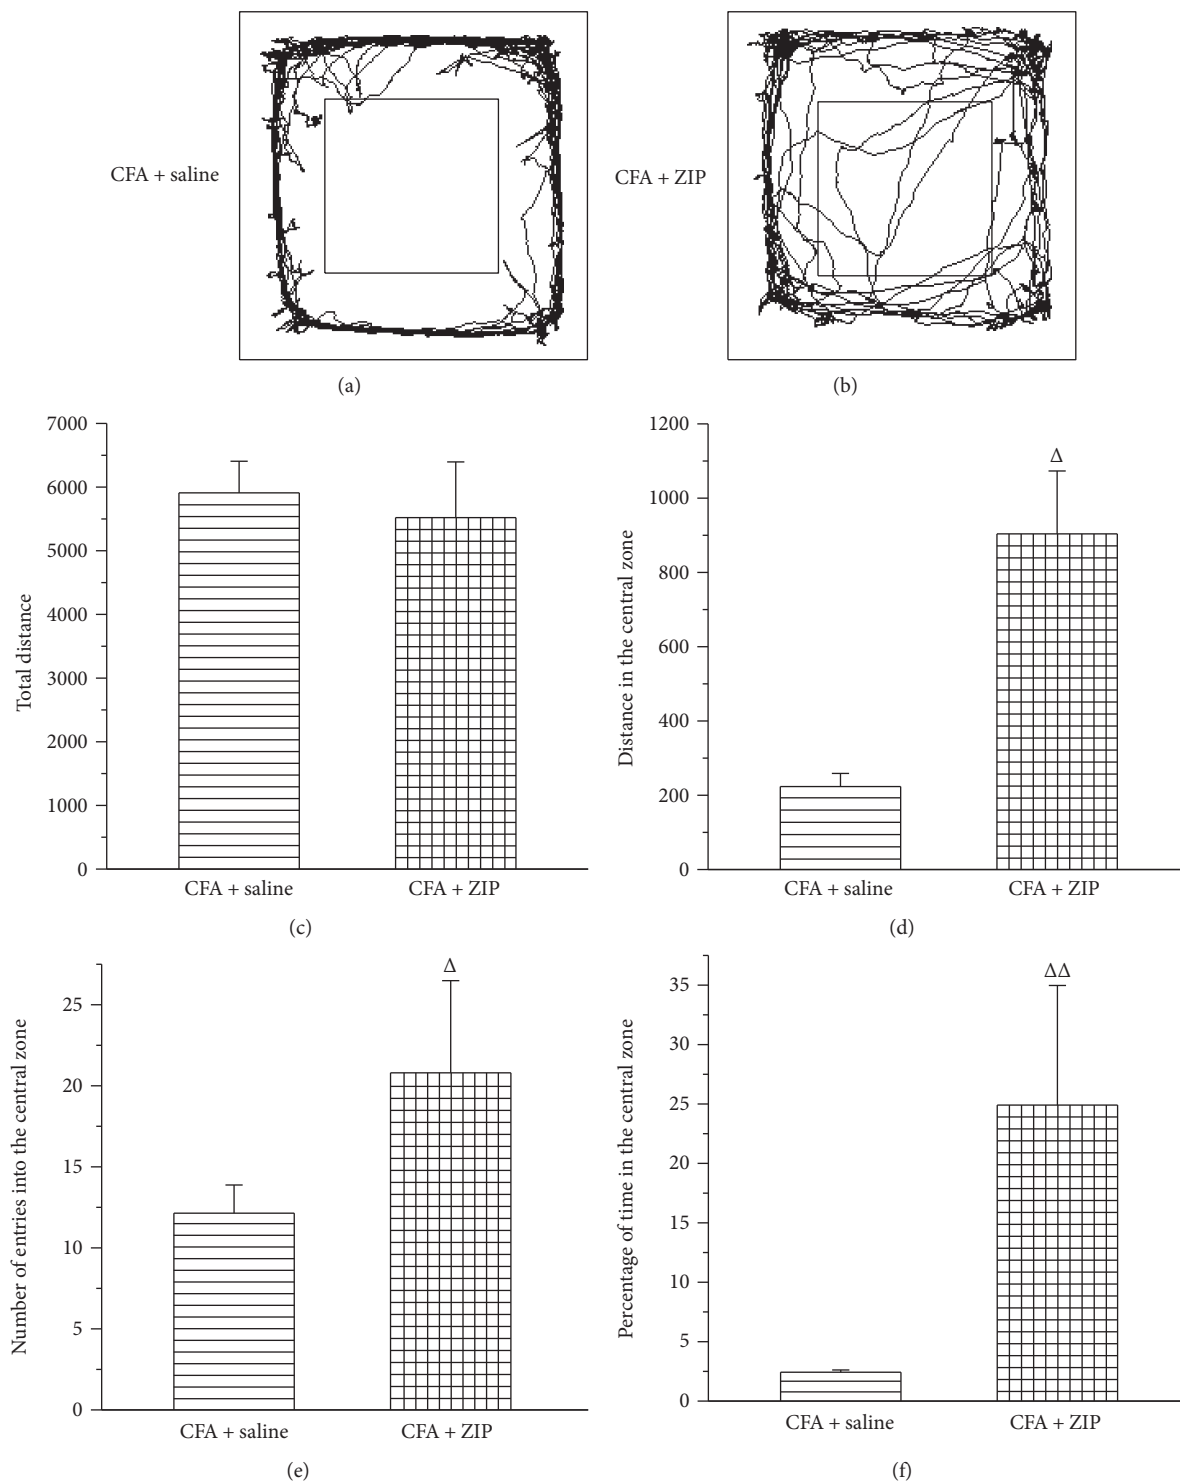 CFA + saline
CFA + ZIP
(a)
(b)
7000
6000
5000
4000
3000
2000
1000
0
Total distance
CFA + saline
CFA + ZIP
(c)
1200
1000
800
600
400
200
0
Distance in the central zone
Δ
CFA + saline
CFA + ZIP
(d)
25
20
15
10
5
0
Number of entries into the central zone
Δ
CFA + saline
CFA + ZIP
(e)
35
30
25
20
15
10
5
0
Percentage of time in the central zone
ΔΔ
CFA + saline
CFA + ZIP
(f)